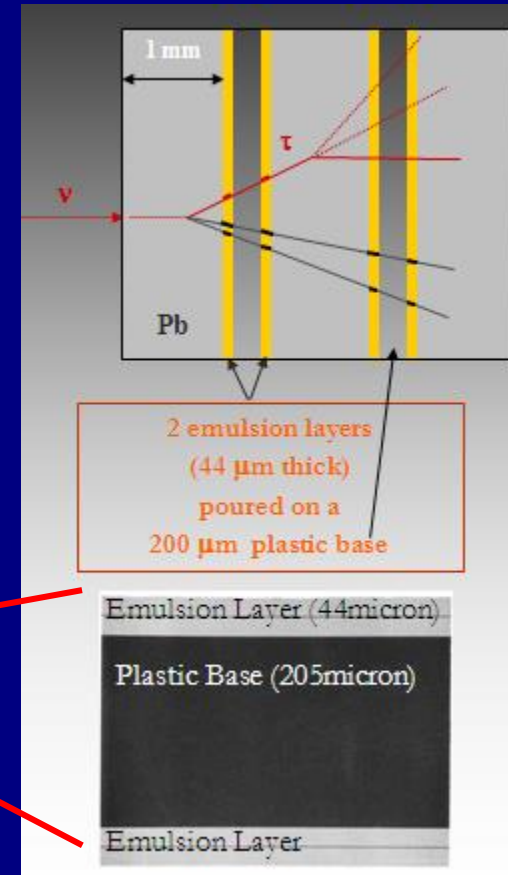 1 mm
τ
ν
Pb
2 emulsion layers
(44 μm thick)
poured on a
200 μm plastic base
Emulsion Layer (44micron)
Plastic Base (205micron)
Emulsion Layer